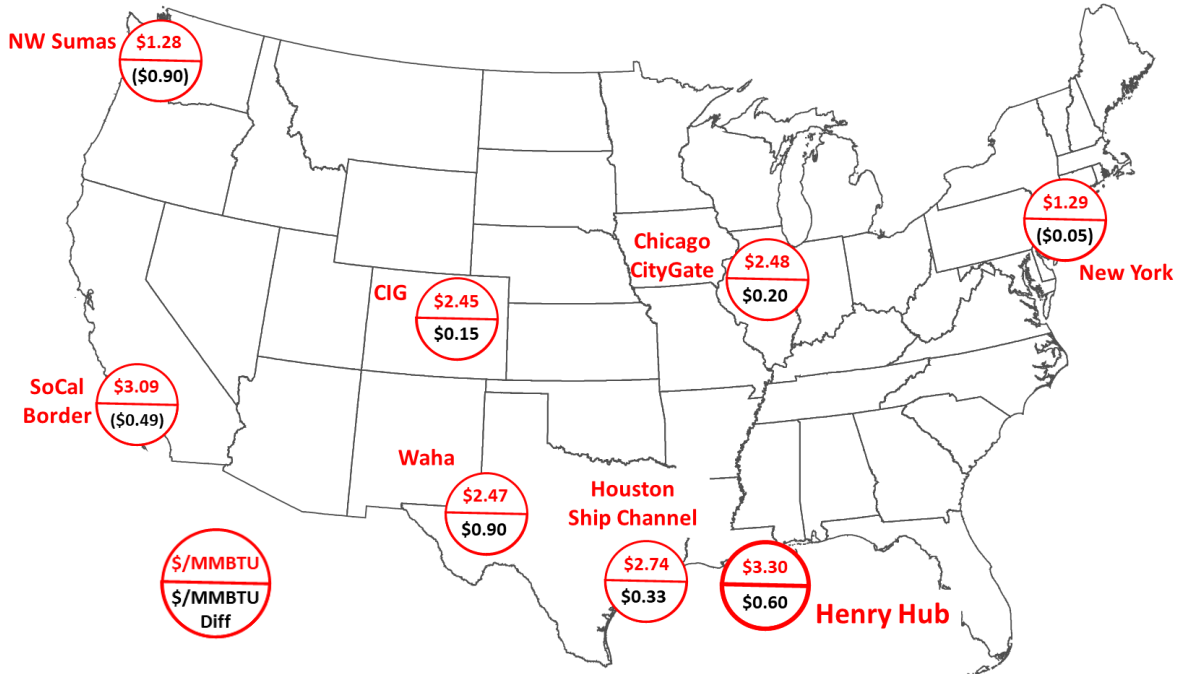 NW Sumas
$1.28
($0.90)
$1.29
($0.05)
New York
Chicago
CityGate
$2.48
$0.20
CIG
$2.45
$0.15
SoCal
Border
$3.09
($0.49)
Waha
$2.47
$0.90
Houston
Ship Channel
$2.74
$0.33
$3.30
$0.60
Henry Hub
$/MMBTU
$/MMBTU
Diff